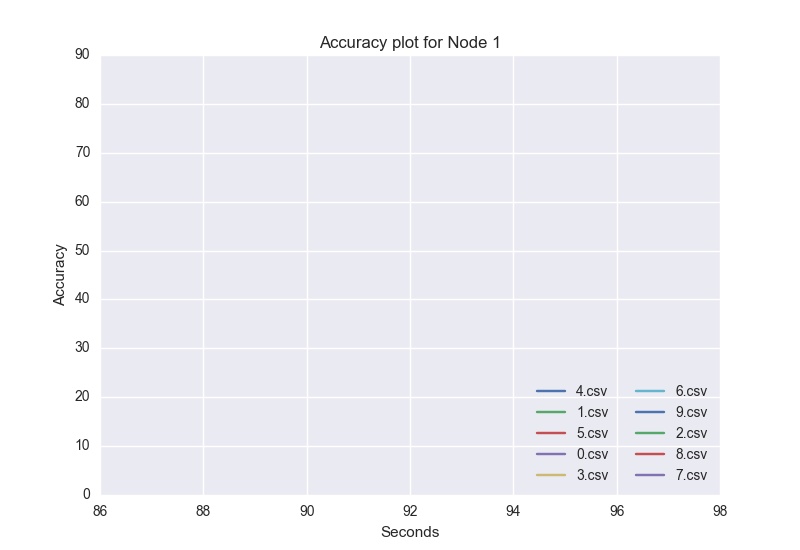 Accuracy plot for Node 1
90
80
70
60
50
40
30
20
10
0
Accuracy
4.csv
1.csv
5.csv
0.csv
3.csv
6.csv
9.csv
2.csv
8.csv
7.csv
86 88 90 92 94 96 98
Seconds